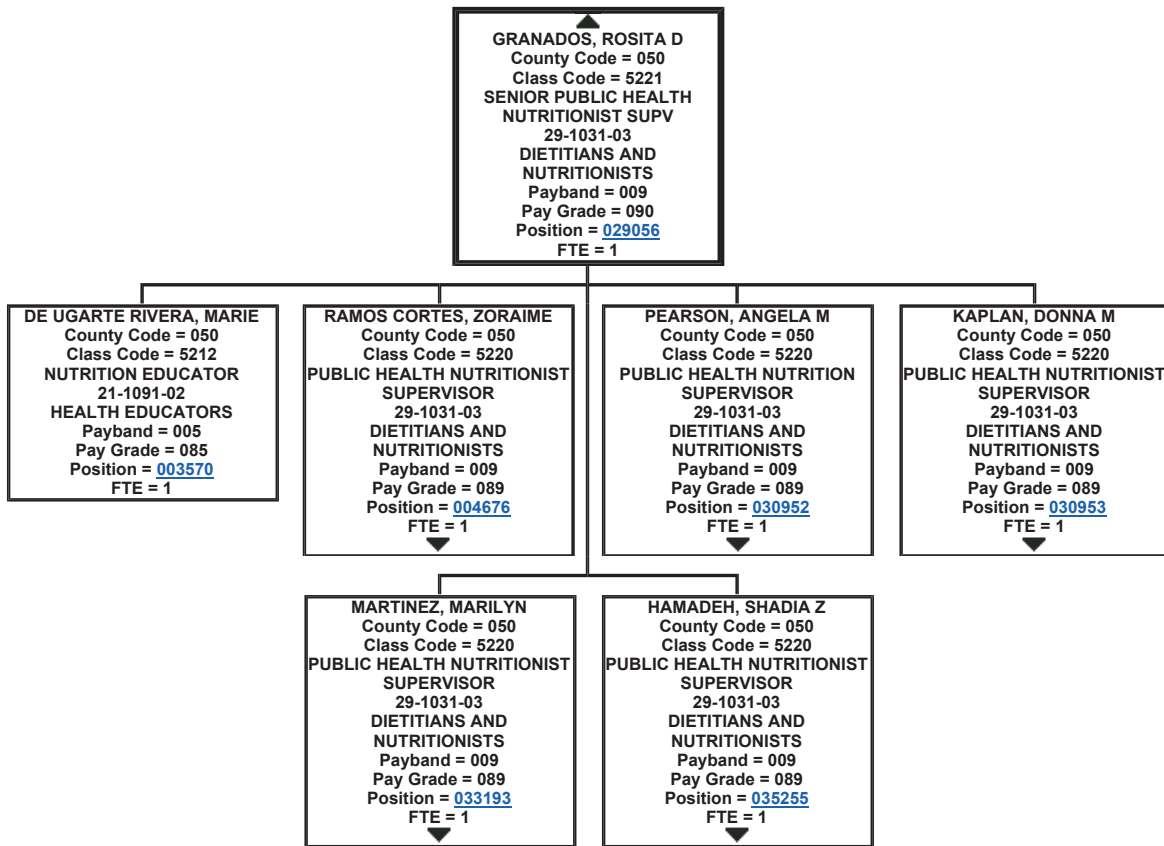 GRANADOS, ROSITA D
County Code = 050
Class Code = 5221
SENIOR PUBLIC HEALTH
NUTRITIONIST SUPV
29-1031-03
DIETITIANS AND
NUTRITIONISTS
Payband = 009
Pay Grade = 090
Position = 029056
FTE = 1
DE UGARTE RIVERA, MARIE
County Code = 050
Class Code = 5212
NUTRITION EDUCATOR
21-1091-02
HEALTH EDUCATORS
Payband = 005
Pay Grade = 085
Position = 003570
FTE = 1
RAMOS CORTES, ZORAIME
County Code = 050
Class Code = 5220
PUBLIC HEALTH NUTRITIONIST
SUPERVISOR
29-1031-03
DIETITIANS AND
NUTRITIONISTS
Payband = 009
Pay Grade = 089
Position = 004676
FTE = 1
PEARSON, ANGELA M
County Code = 050
Class Code = 5220
PUBLIC HEALTH NUTRITION
SUPERVISOR
29-1031-03
DIETITIANS AND
NUTRITIONISTS
Payband = 009
Pay Grade = 089
Position = 030952
FTE = 1
KAPLAN, DONNA M
County Code = 050
Class Code = 5220
PUBLIC HEALTH NUTRITIONIST
SUPERVISOR
29-1031-03
DIETITIANS AND
NUTRITIONISTS
Payband = 009
Pay Grade = 089
Position = 030953
FTE = 1
MARTINEZ, MARILYN
County Code = 050
Class Code = 5220
PUBLIC HEALTH NUTRITIONIST
SUPERVISOR
29-1031-03
DIETITIANS AND
NUTRITIONISTS
Payband = 009
Pay Grade = 089
Position = 033193
FTE = 1
HAMADEH, SHADIA Z
County Code = 050
Class Code = 5220
PUBLIC HEALTH NUTRITIONIST
SUPERVISOR
29-1031-03
DIETITIANS AND
NUTRITIONISTS
Payband = 009
Pay Grade = 089
Position = 035255
FTE = 1